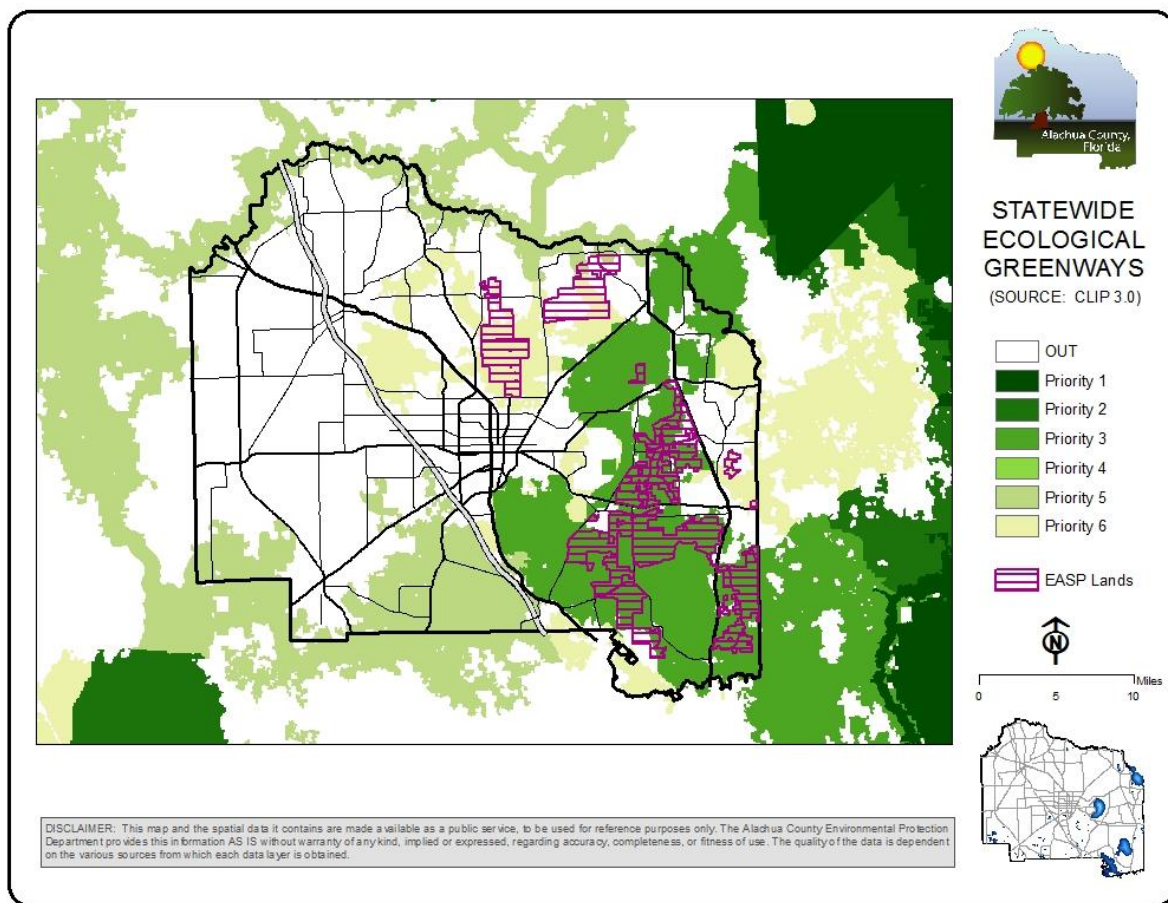 Alachua County,
Florida
STATEWIDE
ECOLOGICAL
GREENWAYS
(SOURCE: CLIP 3.0)
OUT
Priority 1
Priority 2
Priority 3
Priority 4
Priority 5
Priority 6
EASP Lands
N
Miles
0 5 10
DISCLAIMER: This map and the spatial data it contains are made available as a public service, to be used for reference purposes only. The Alachua County Environmental Protection
Department provides this information AS IS without warranty of any kind, implied or expressed, regarding accuracy, completeness, or fitness of use. The quality of the data is dependent
on the various sources from which each data layer is obtained.